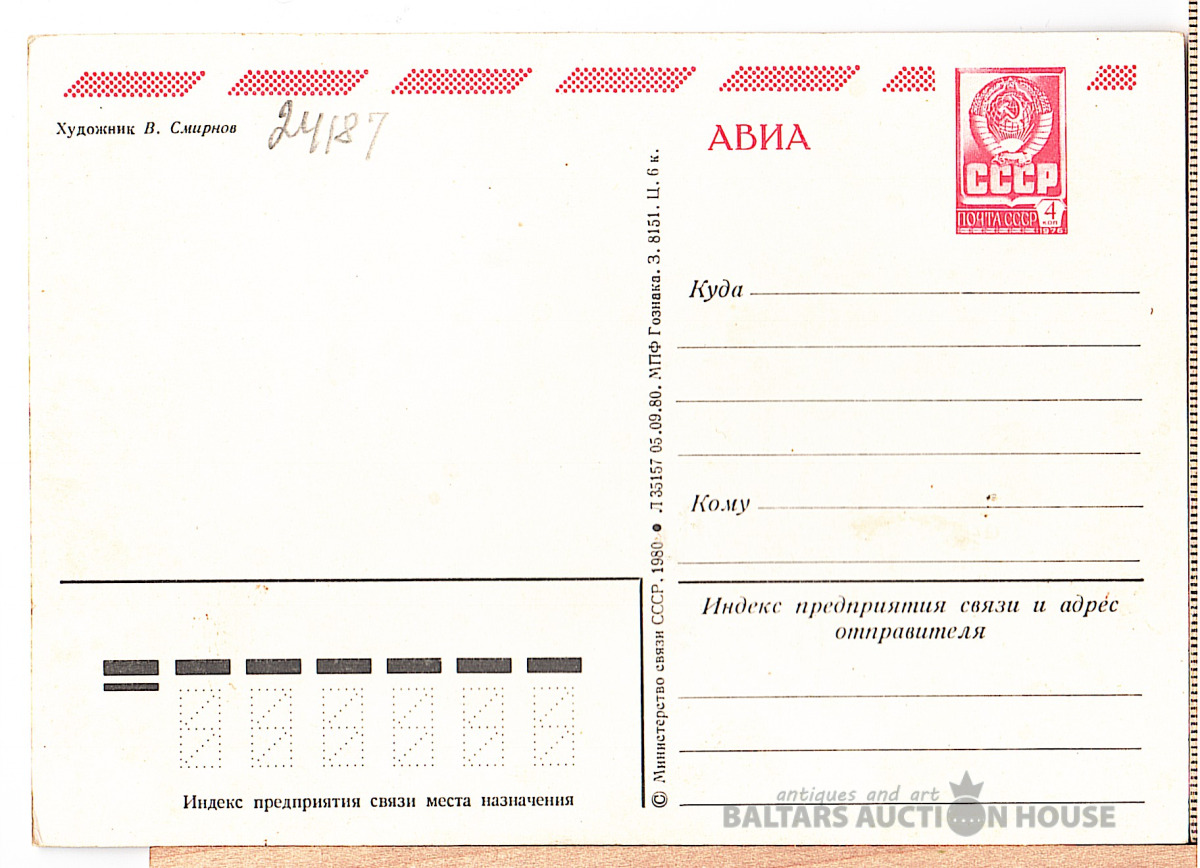 Художник В. Смирнов
24187
АВИА
СССР
ПОЧТА СССР 4
КОП
1976
Куда
Кому
Индекс предприятия связи и адрес
отправителя
© Министерство связи СССР. 1980 ● Л 35157 05.09.80. МПФ Гознака. З. 8151. Ц. 6 к.
Индекс предприятия связи места назначения
antiques and art
BALTARS AUCTION HOUSE